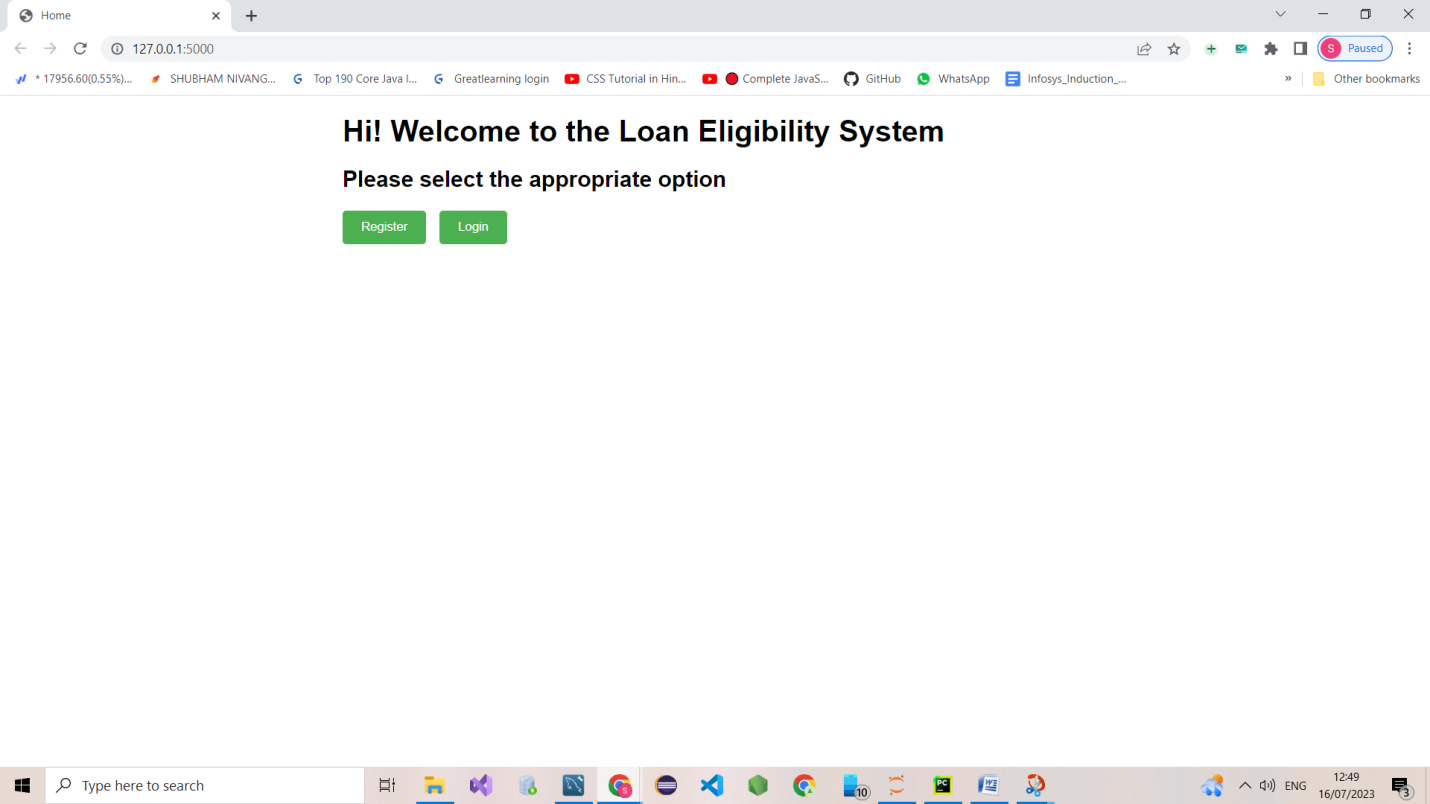 Home
127.0.0.1:5000
Paused
* 17956.60(0.55%)... SHUBHAM NIVANG... Top 190 Core Java I... Greatlearning login CSS Tutorial in Hin... Complete JavaS... GitHub WhatsApp Infosys_Induction_... » Other bookmarks
Hi! Welcome to the Loan Eligibility System
Please select the appropriate option
Register Login
Type here to search
10
ENG
12:49
16/07/2023
3